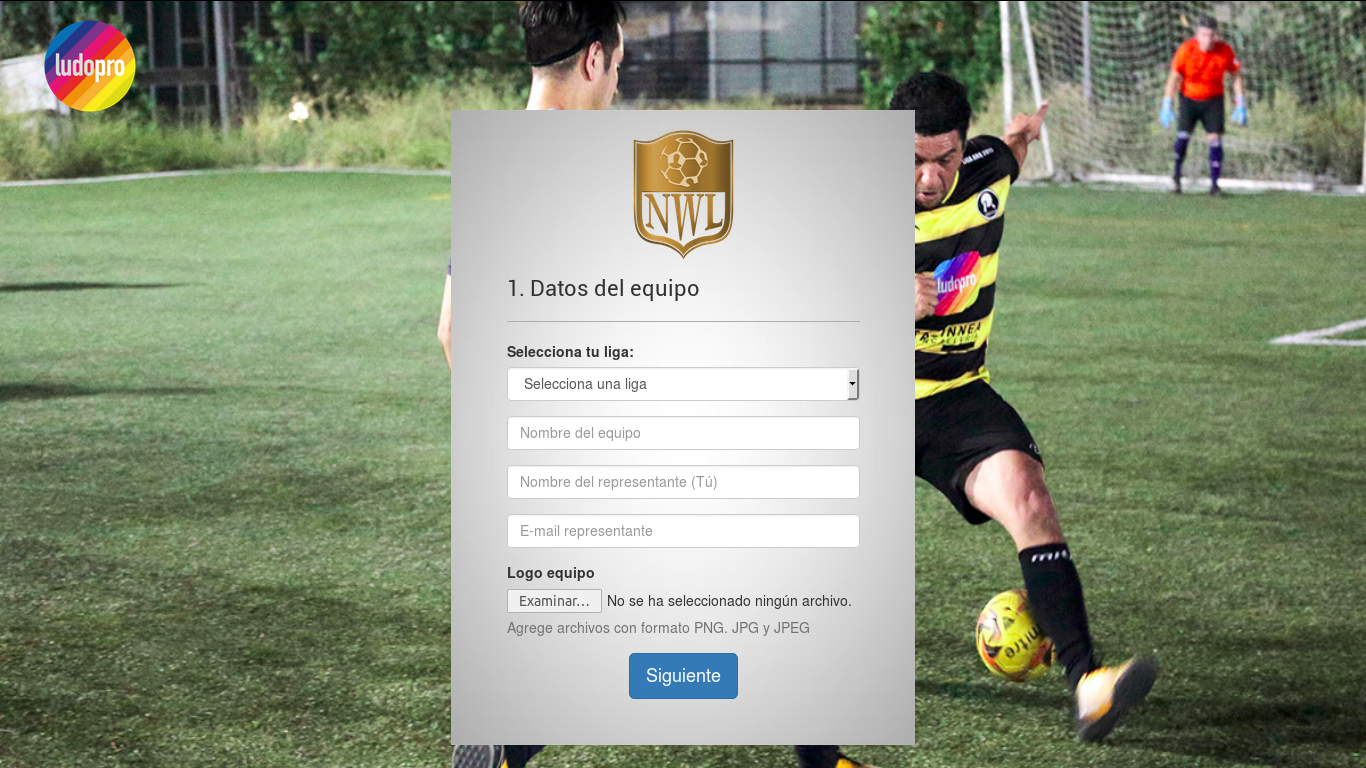 ludopro
NWL
1. Datos del equipo
Selecciona tu liga:
Selecciona una liga
Nombre del equipo
Nombre del representante (Tú)
E-mail representante
Logo equipo
Examinar... No se ha seleccionado ningún archivo.
Agrege archivos con formato PNG. JPG y JPEG
Siguiente
ludopro
mitre